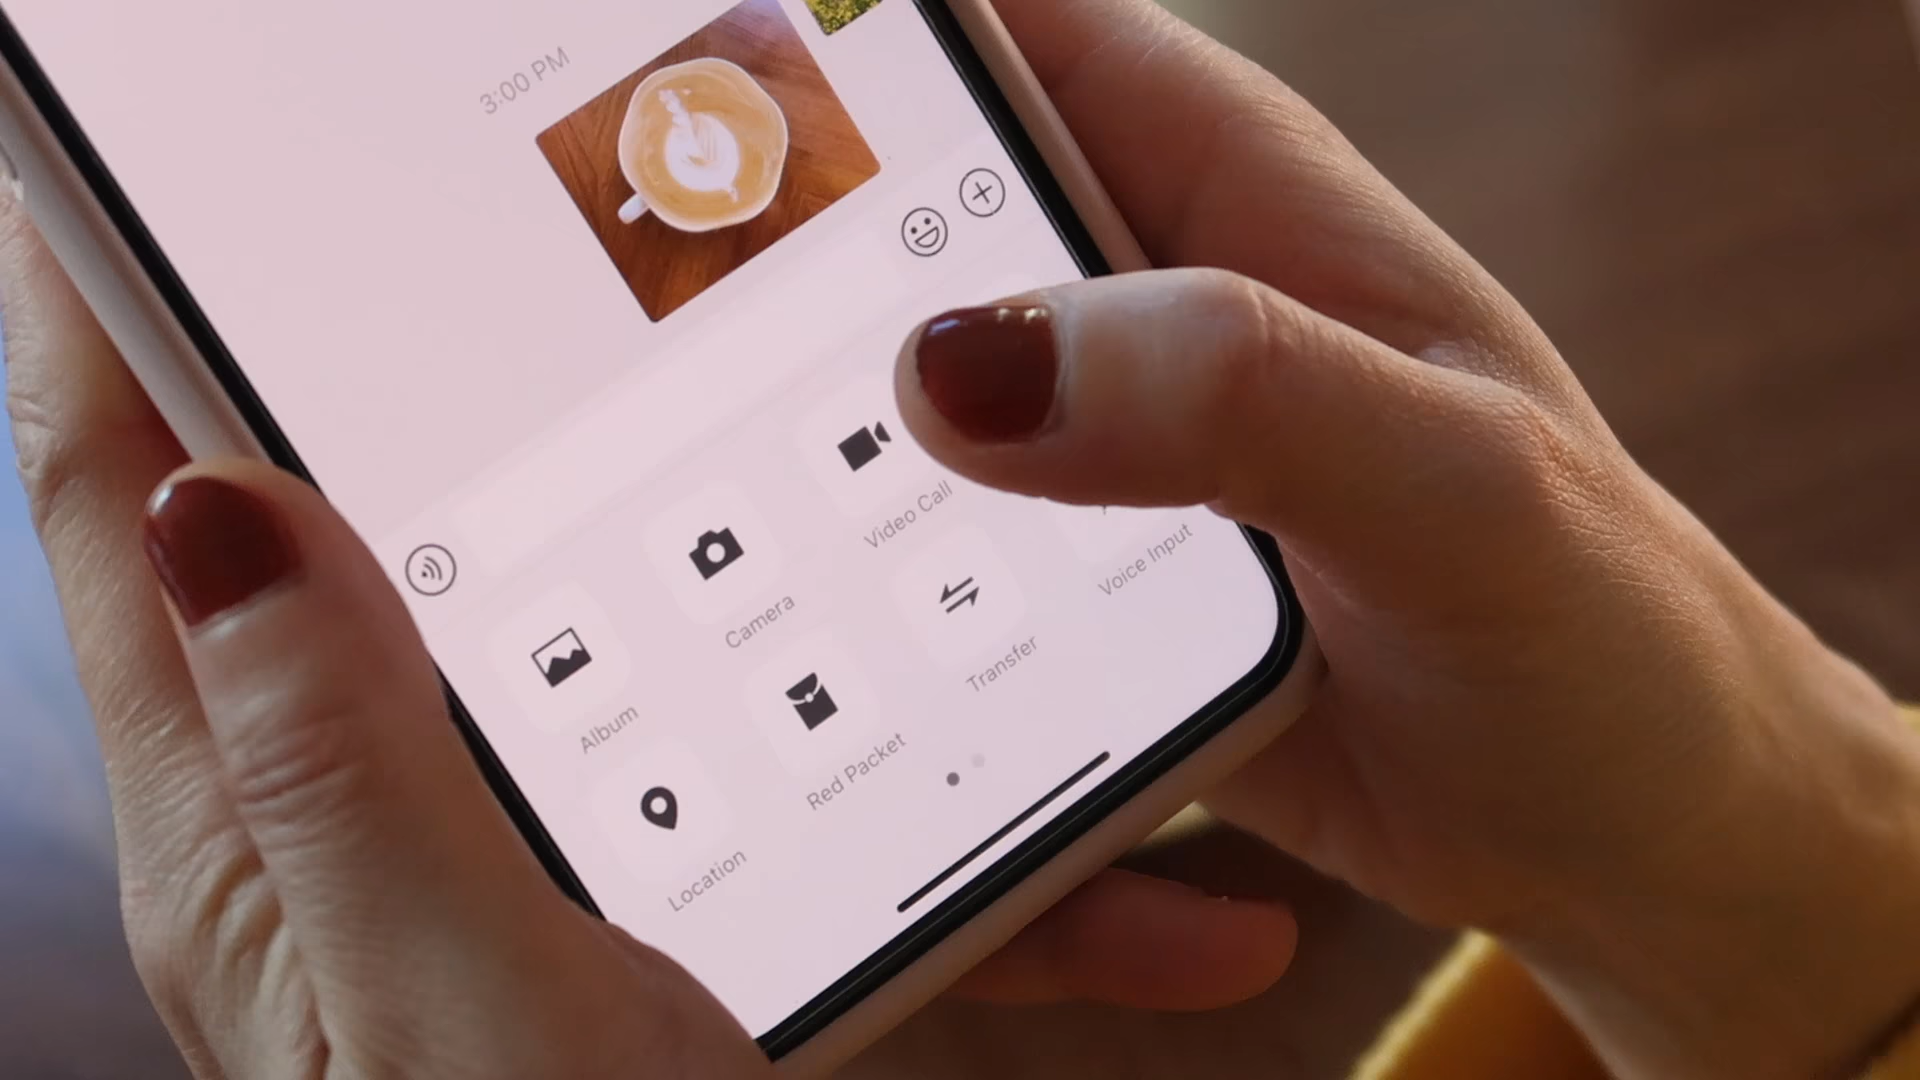 3:00 PM
Album
Camera
Video Call
Location
Red Packet
Transfer
Voice Input